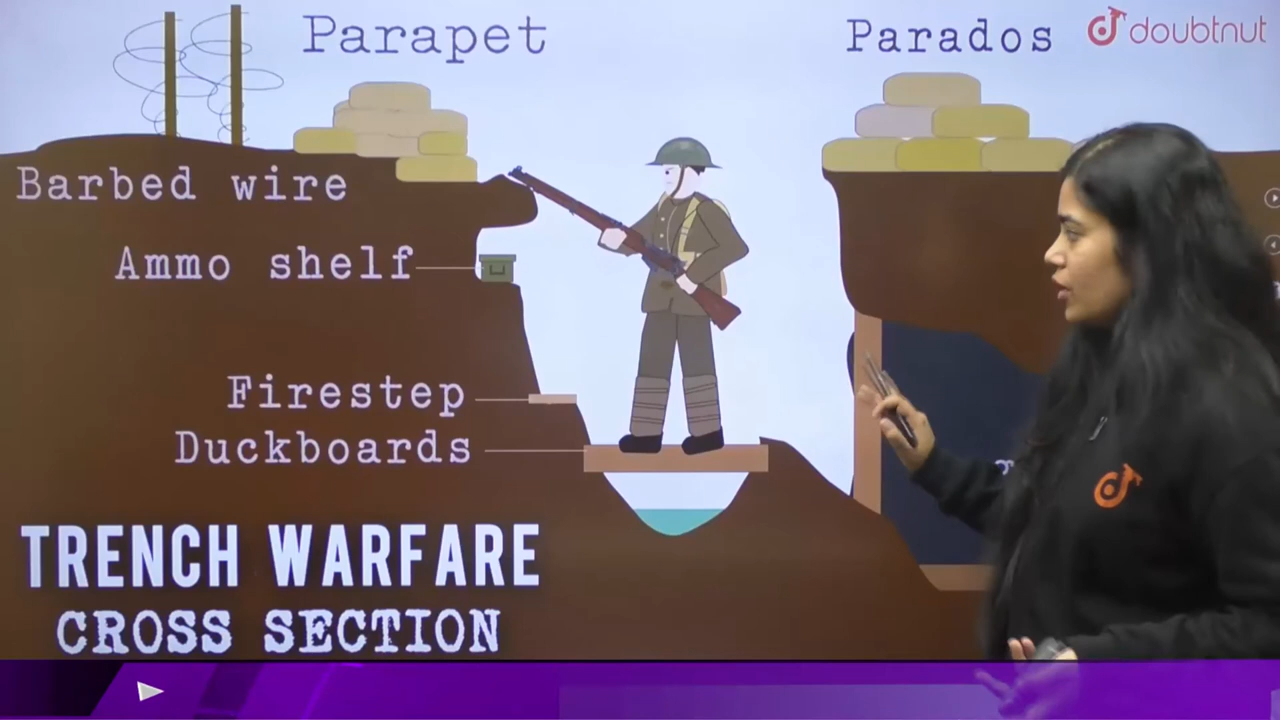 Parapet
Parados
doubtnut
Barbed wire
Ammo shelf
Firestep
Duckboards
TRENCH WARFARE
CROSS SECTION